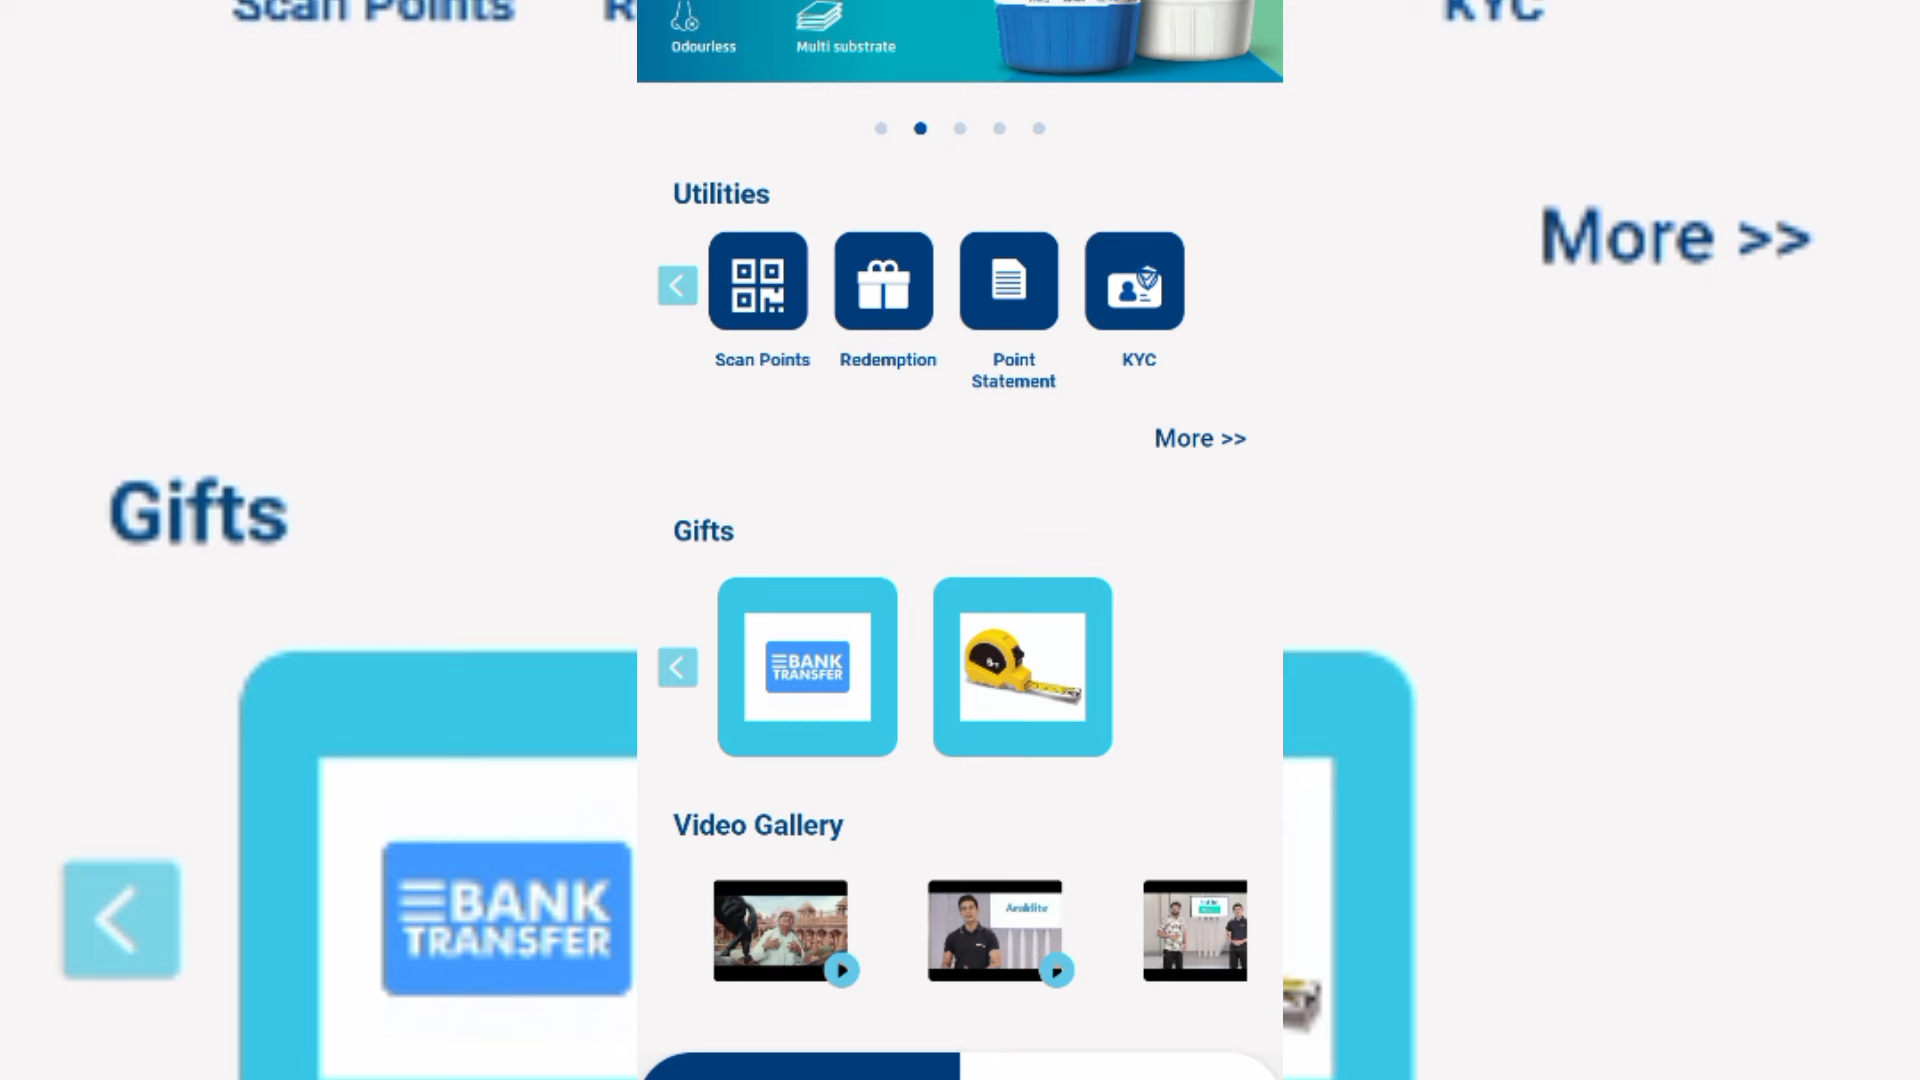 Scan Points
KYC
Odourless
Multi substrate
Utilities
Scan Points
Redemption
Point
Statement
KYC
More >>
More >>
Gifts
Gifts
BANK
TRANSFER
Video Gallery
Araldite
BANK
TRANSFER